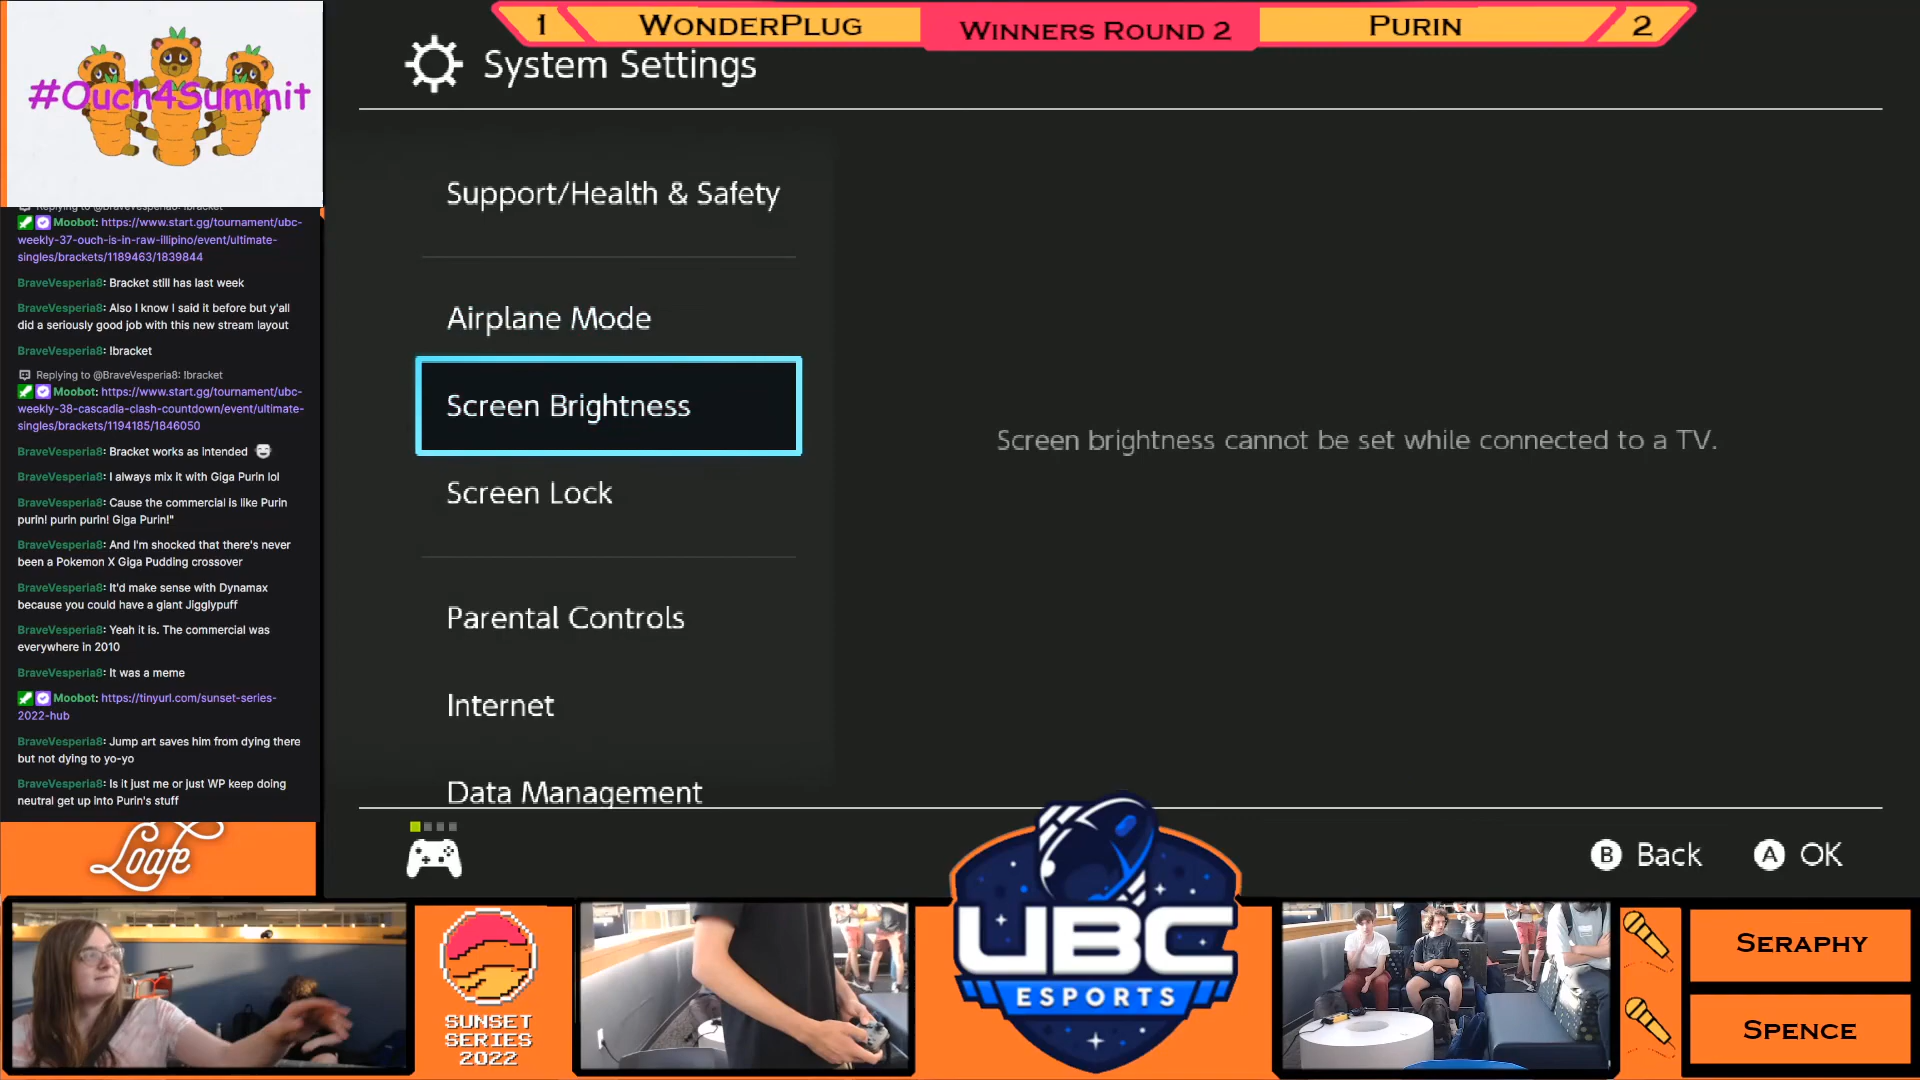 1 WonderPlug Winners Round 2 Purin 2
#Ouch4Summit
System Settings
Support/Health & Safety
Airplane Mode
Screen Brightness
Screen Lock
Parental Controls
Internet
Data Management
Screen brightness cannot be set while connected to a TV.
B Back A OK
Replying to @BraveVesperia8: !bracket
Moobot: https://www.start.gg/tournament/ubc-
weekly-37-ouch-is-in-raw-illipino/event/ultimate-
singles/brackets/1189463/1839844
BraveVesperia8: Bracket still has last week
BraveVesperia8: Also I know I said it before but y'all
did a seriously good job with this new stream layout
BraveVesperia8: !bracket
Replying to @BraveVesperia8: !bracket
Moobot: https://www.start.gg/tournament/ubc-
weekly-38-cascadia-clash-countdown/event/ultimate-
singles/brackets/1194185/1846050
BraveVesperia8: Bracket works as intended
BraveVesperia8: I always mix it with Giga Purin lol
BraveVesperia8: Cause the commercial is like Purin
purin! purin purin! Giga Purin!"
BraveVesperia8: And I'm shocked that there's never
been a Pokemon X Giga Pudding crossover
BraveVesperia8: It'd make sense with Dynamax
because you could have a giant Jigglypuff
BraveVesperia8: Yeah it is. The commercial was
everywhere in 2010
BraveVesperia8: It was a meme
Moobot: https://tinyurl.com/sunset-series-
2022-hub
BraveVesperia8: Jump art saves him from dying there
but not dying to yo-yo
BraveVesperia8: Is it just me or just WP keep doing
neutral get up into Purin's stuff
Loafe
SUNSET
SERIES
2022
UBC
ESPORTS
Seraphy
Spence